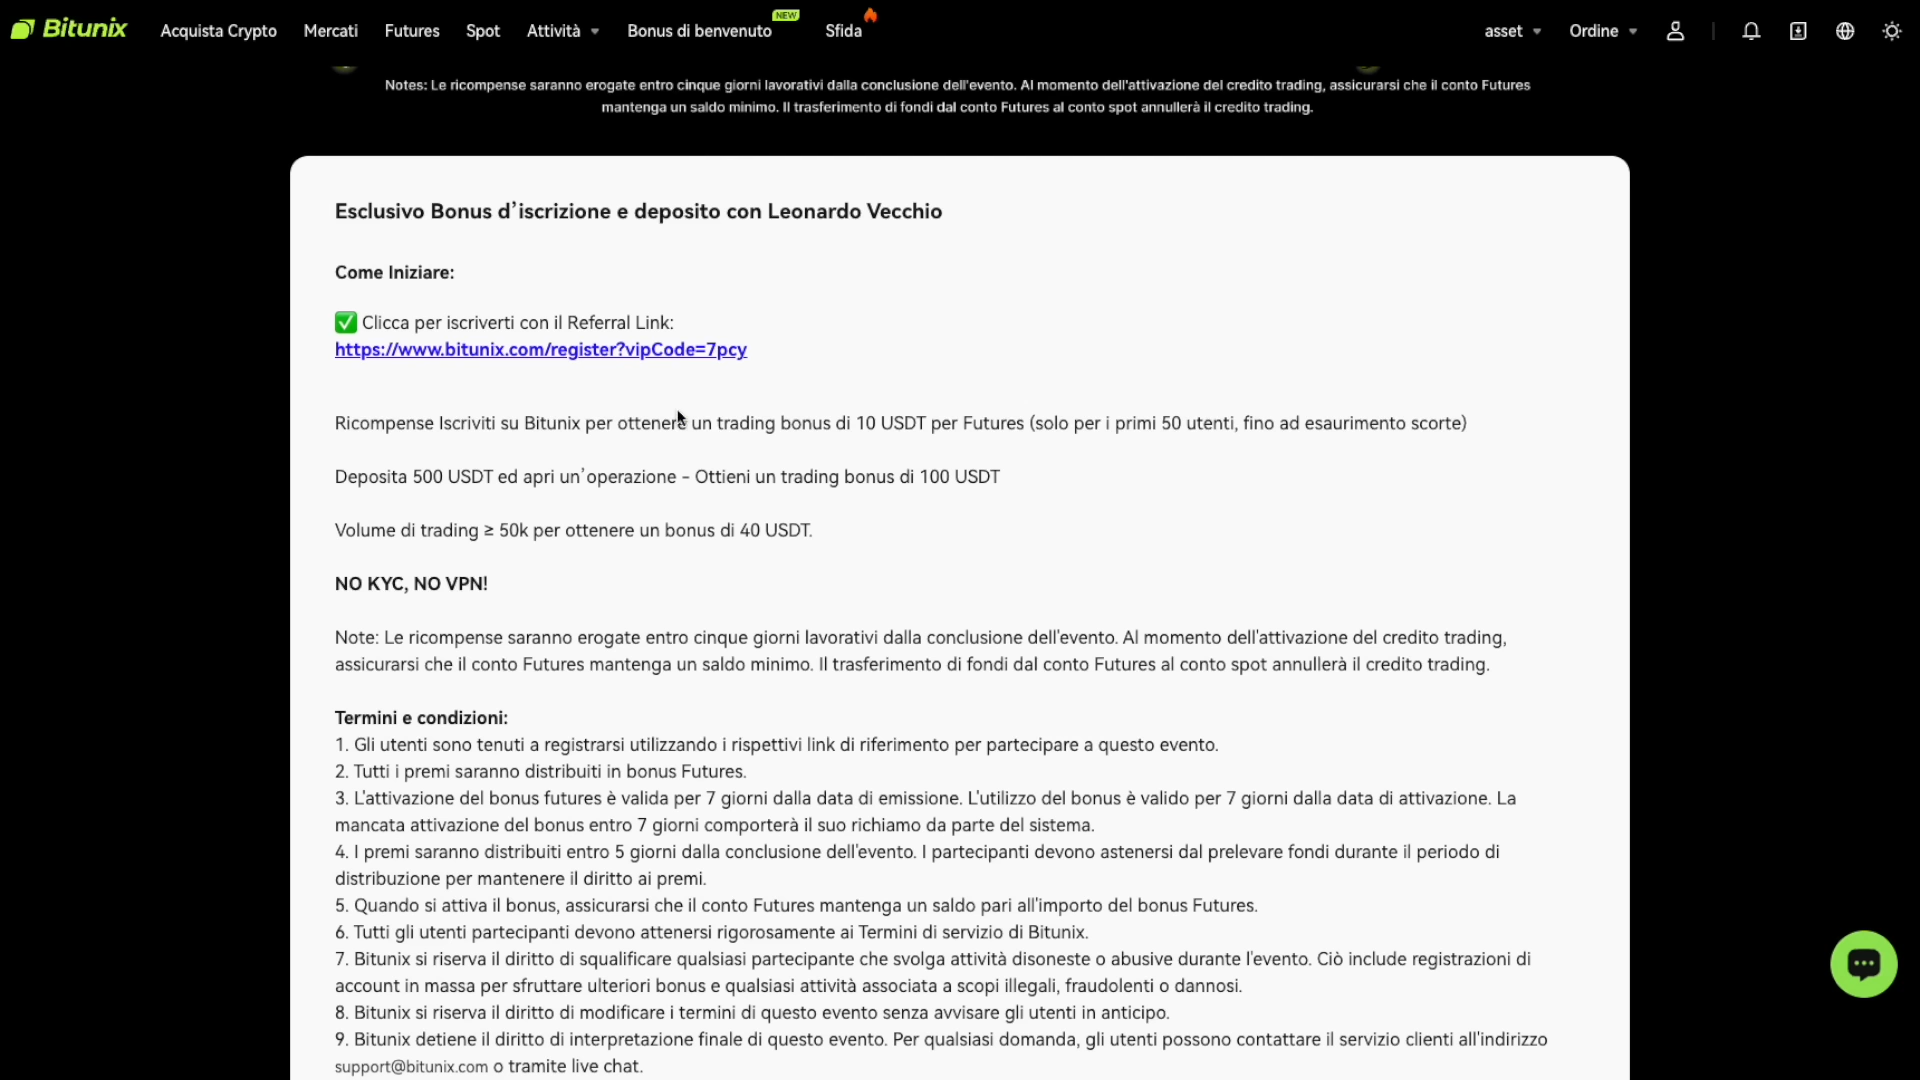 Bitunix Acquista Crypto Mercati Futures Spot Attività Bonus di benvenuto NEW Sfida asset Ordine
Notes: Le ricompense saranno erogate entro cinque giorni lavorativi dalla conclusione dell'evento. Al momento dell'attivazione del credito trading, assicurarsi che il conto Futures
mantenga un saldo minimo. Il trasferimento di fondi dal conto Futures al conto spot annullerà il credito trading.
Esclusivo Bonus d’iscrizione e deposito con Leonardo Vecchio
Come Iniziare:
✅ Clicca per iscriverti con il Referral Link:
https://www.bitunix.com/register?vipCode=7pcy
Ricompense Iscriviti su Bitunix per ottenere un trading bonus di 10 USDT per Futures (solo per i primi 50 utenti, fino ad esaurimento scorte)
Deposita 500 USDT ed apri un’operazione – Ottieni un trading bonus di 100 USDT
Volume di trading ≥ 50k per ottenere un bonus di 40 USDT.
NO KYC, NO VPN!
Note: Le ricompense saranno erogate entro cinque giorni lavorativi dalla conclusione dell'evento. Al momento dell'attivazione del credito trading,
assicurarsi che il conto Futures mantenga un saldo minimo. Il trasferimento di fondi dal conto Futures al conto spot annullerà il credito trading.
Termini e condizioni:
1. Gli utenti sono tenuti a registrarsi utilizzando i rispettivi link di riferimento per partecipare a questo evento.
2. Tutti i premi saranno distribuiti in bonus Futures.
3. L'attivazione del bonus futures è valida per 7 giorni dalla data di emissione. L'utilizzo del bonus è valido per 7 giorni dalla data di attivazione. La
mancata attivazione del bonus entro 7 giorni comporterà il suo richiamo da parte del sistema.
4. I premi saranno distribuiti entro 5 giorni dalla conclusione dell'evento. I partecipanti devono astenersi dal prelevare fondi durante il periodo di
distribuzione per mantenere il diritto ai premi.
5. Quando si attiva il bonus, assicurarsi che il conto Futures mantenga un saldo pari all'importo del bonus Futures.
6. Tutti gli utenti partecipanti devono attenersi rigorosamente ai Termini di servizio di Bitunix.
7. Bitunix si riserva il diritto di squalificare qualsiasi partecipante che svolga attività disoneste o abusive durante l'evento. Ciò include registrazioni di
account in massa per sfruttare ulteriori bonus e qualsiasi attività associata a scopi illegali, fraudolenti o dannosi.
8. Bitunix si riserva il diritto di modificare i termini di questo evento senza avvisare gli utenti in anticipo.
9. Bitunix detiene il diritto di interpretazione finale di questo evento. Per qualsiasi domanda, gli utenti possono contattare il servizio clienti all'indirizzo
support@bitunix.com o tramite live chat.